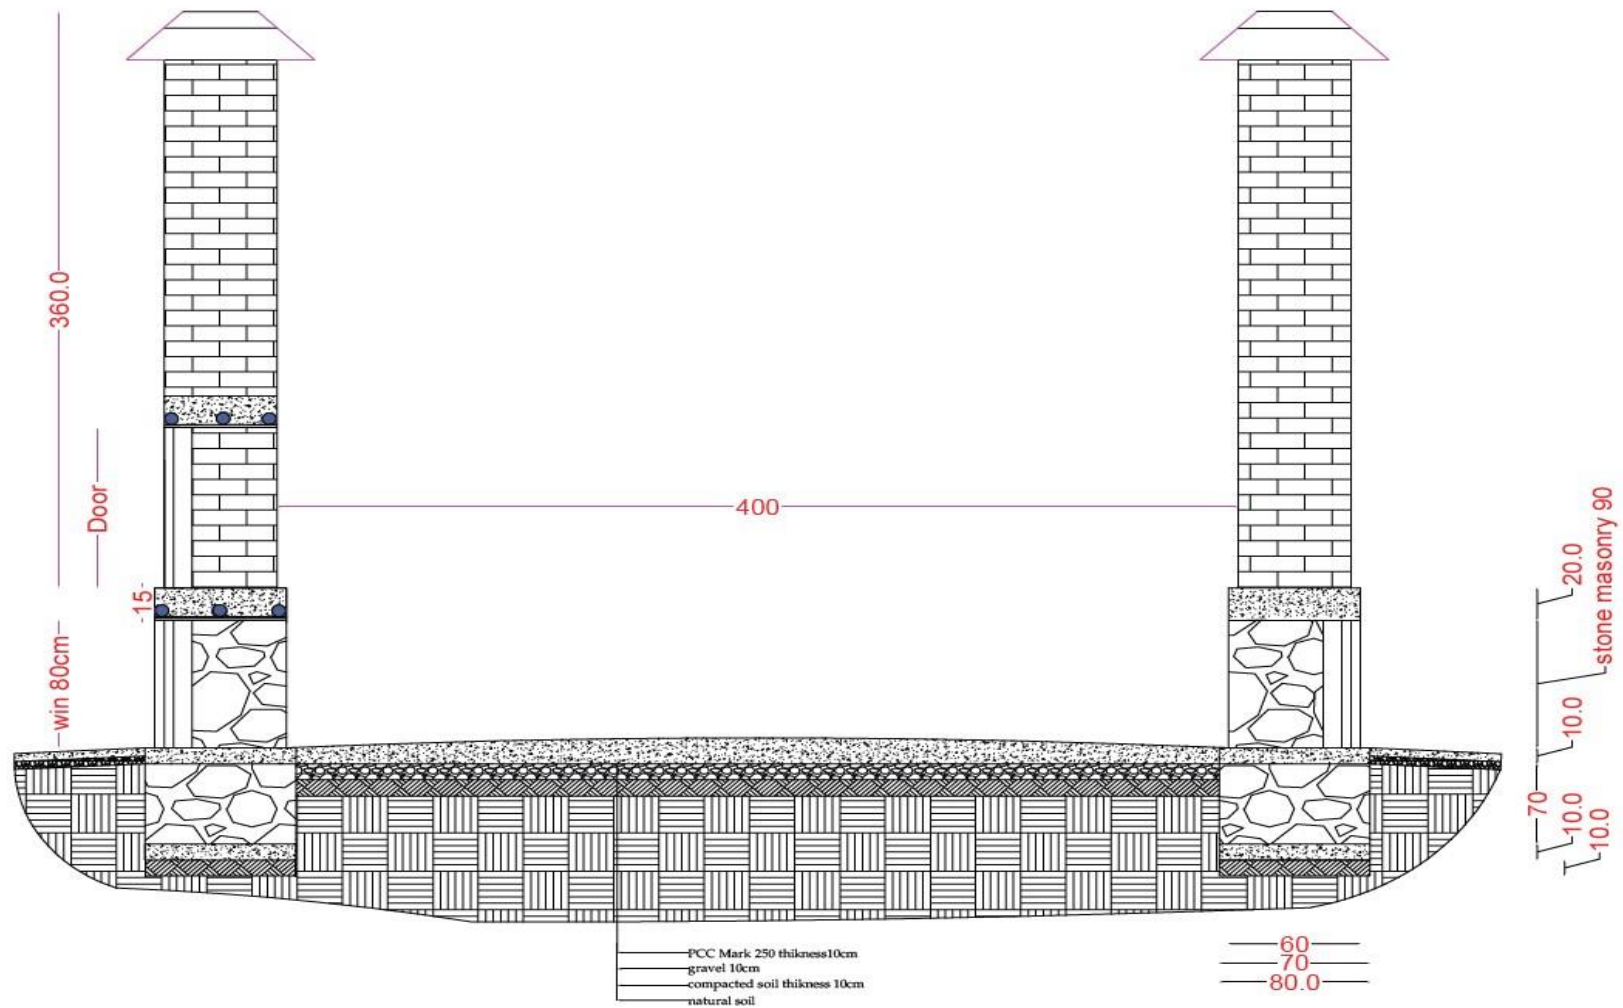 360.0
Door
15
win 80cm
400
20.0
stone masonry 90
10.0
70
10.0
10.0
60
70
80.0
PCC Mark 250 thikness10cm
gravel 10cm
compacted soil thikness 10cm
natural soil